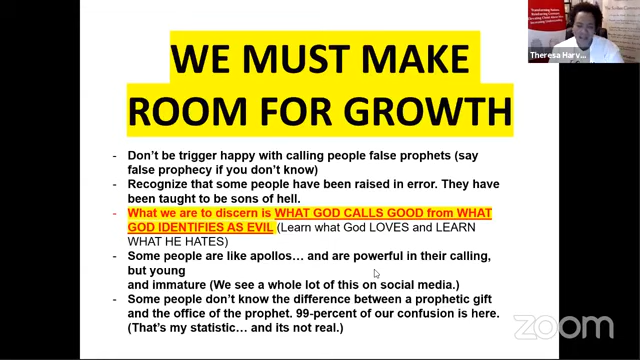 WE MUST MAKE
ROOM FOR GROWTH
- Don't be trigger happy with calling people false prophets (say
false prophecy if you don't know)
- Recognize that some people have been raised in error. They have
been taught to be sons of hell.
- What we are to discern is WHAT GOD CALLS GOOD from WHAT
GOD IDENTIFIES AS EVIL (Learn what God LOVES and LEARN
WHAT HE HATES)
- Some people are like apollos... and are powerful in their calling,
but young
and immature (We see a whole lot of this on social media.)
- Some people don't know the difference between a prophetic gift
and the office of the prophet. 99-percent of our confusion is here.
(That's my statistic... and its not real.)
Theresa Harv...
zoom